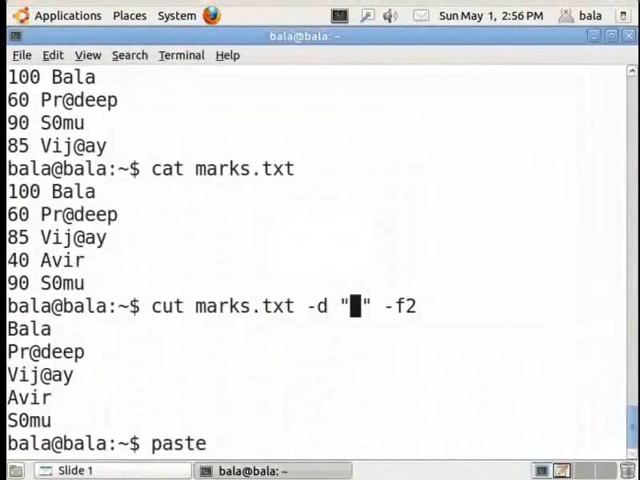 Applications Places System Sun May 1, 2:56 PM bala
bala@bala: ~
File Edit View Search Terminal Help
100 Bala
60 Pr@deep
90 S0mu
85 Vij@ay
bala@bala:~$ cat marks.txt
100 Bala
60 Pr@deep
85 Vij@ay
40 Avir
90 S0mu
bala@bala:~$ cut marks.txt -d " " -f2
Bala
Pr@deep
Vij@ay
Avir
S0mu
bala@bala:~$ paste
Slide 1 bala@bala: ~